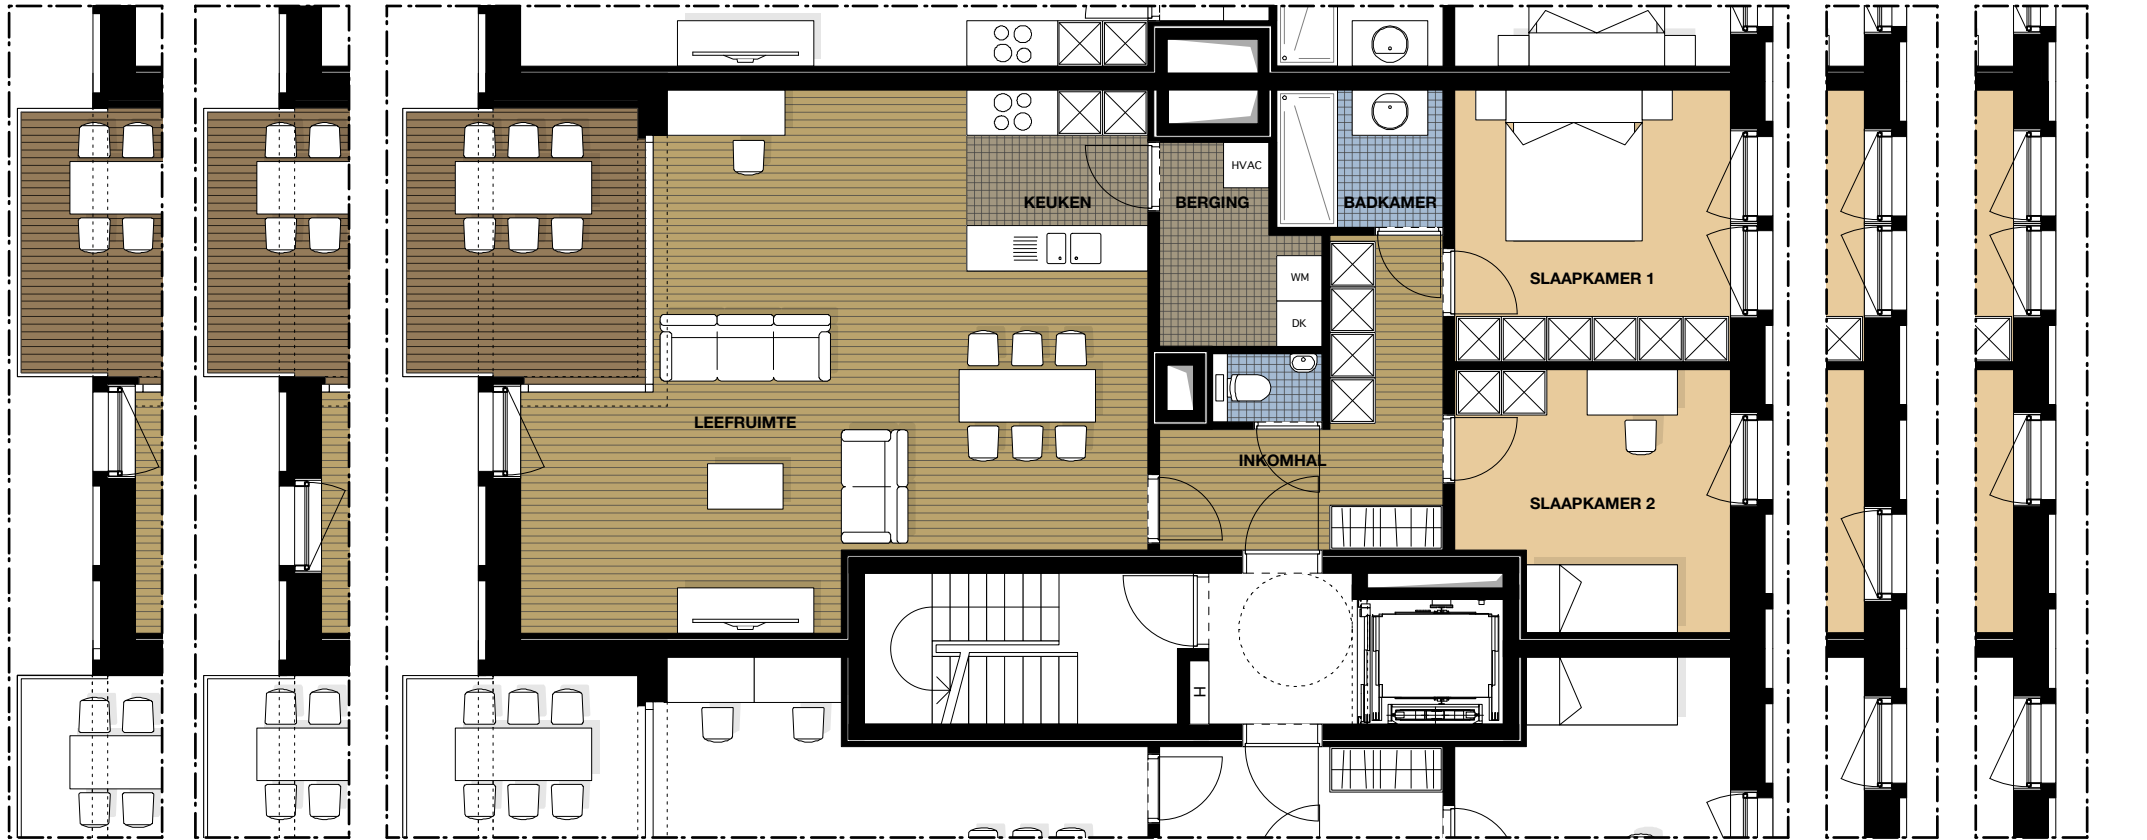 HVAC
KEUKEN
BERGING
BADKAMER
WM
SLAAPKAMER 1
DK
LEEFRUIMTE
INKOMHAL
SLAAPKAMER 2
H